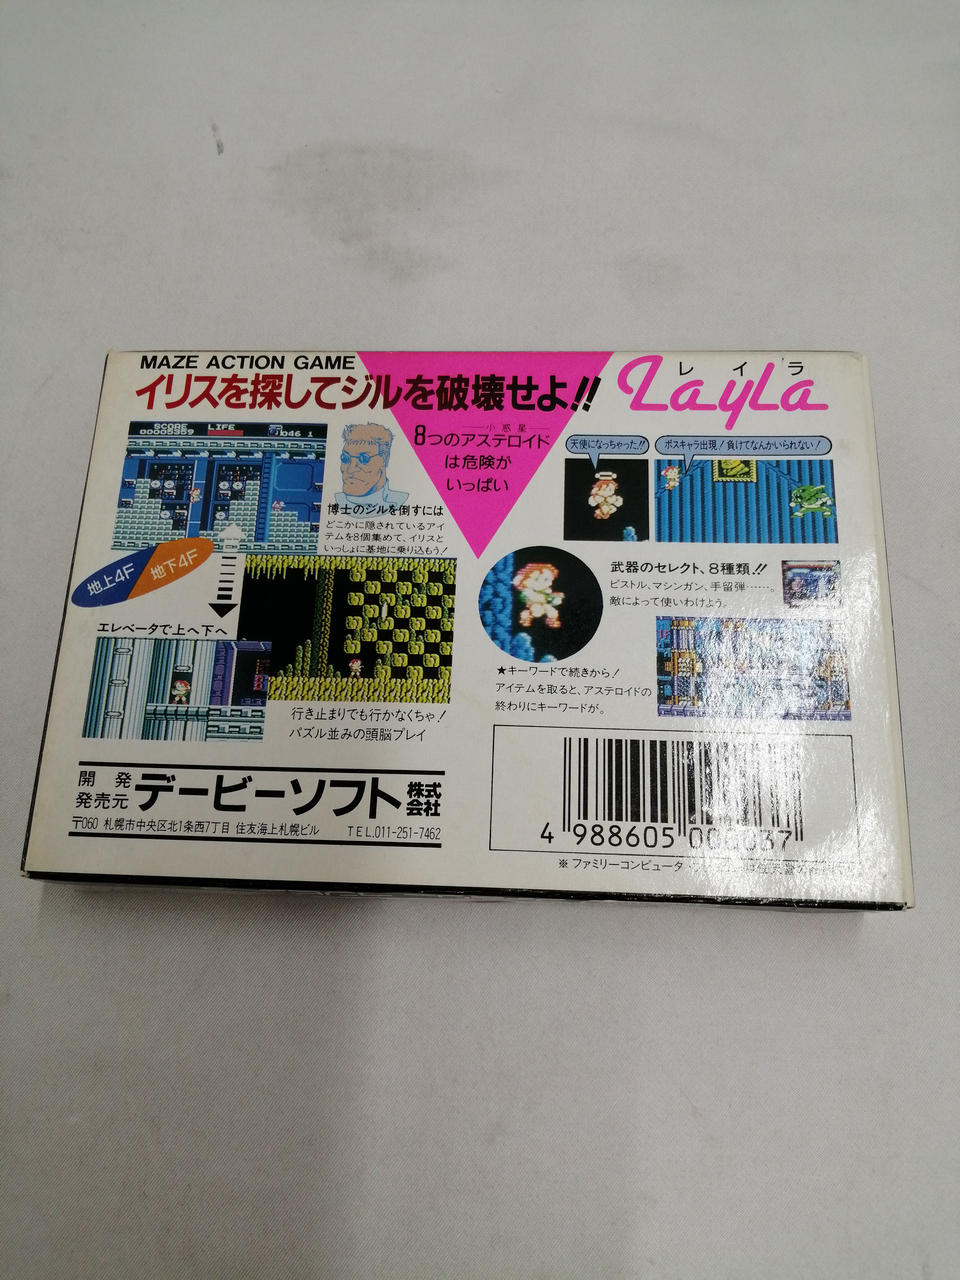 MAZE ACTION GAME
イリスを探してジルを破壊せよ!!
レイラ
Layla
小惑星
8つのアステロイド
は危険が
いっぱい
SCORE LIFE
00005359 046 1
博士のジルを倒すには
どこかに隠されているアイ
テムを8個集めて、イリスと
いっしょに基地に乗り込もう!
天使になっちゃった!!
ボスキャラ出現!負けてなんかいられない!
地上4F
地下4F
エレベータで上へ下へ
武器のセレクト、8種類!!
ピストル、マシンガン、手留弾……。
敵によって使いわけよう。
行き止まりでも行かなくちゃ!
パズル並みの頭脳プレイ
★キーワードで続きから!
アイテムを取ると、アステロイドの
終わりにキーワードが。
開発
発売元
デービーソフト株式会社
〒060 札幌市中央区北1条西7丁目 住友海上札幌ビル TEL.011-251-7462
4 988605 000037
※ファミリーコンピュータ